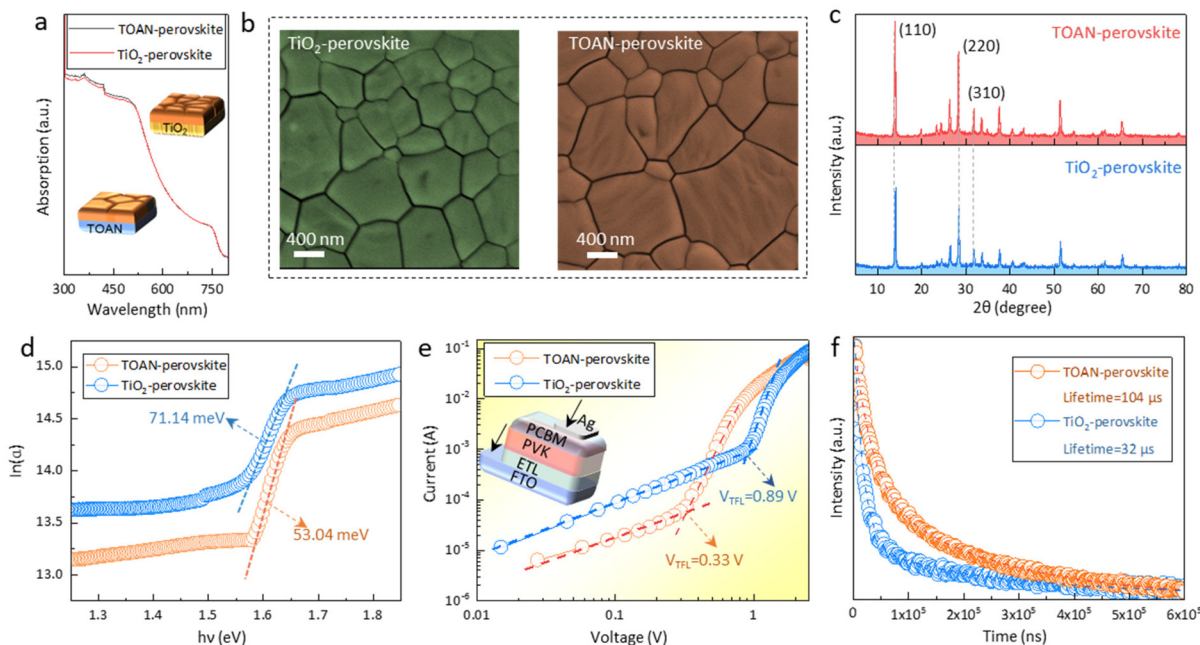 a
TOAN-perovskite
TiO₂-perovskite
TiO₂
TOAN
Absorption (a.u.)
300 450 600 750
Wavelength (nm)
b
TiO₂-perovskite
400 nm
TOAN-perovskite
400 nm
c
TOAN-perovskite
(110)
(220)
(310)
TiO₂-perovskite
Intensity (a.u.)
10 20 30 40 50 60 70 80
2θ (degree)
d
TOAN-perovskite
TiO₂-perovskite
71.14 meV
53.04 meV
ln(α)
15.0
14.5
14.0
13.5
13.0
1.3 1.4 1.5 1.6 1.7 1.8
hν (eV)
e
TOAN-perovskite
TiO₂-perovskite
Ag
PCBM
PVK
ETL
FTO
V_TFL=0.89 V
V_TFL=0.33 V
Current (A)
10⁻¹
10⁻²
10⁻³
10⁻⁴
10⁻⁵
10⁻⁶
0.01 0.1 1
Voltage (V)
f
TOAN-perovskite
Lifetime=104 μs
TiO₂-perovskite
Lifetime=32 μs
Intensity (a.u.)
0 1x10⁵ 2x10⁵ 3x10⁵ 4x10⁵ 5x10⁵ 6x10⁵
Time (ns)